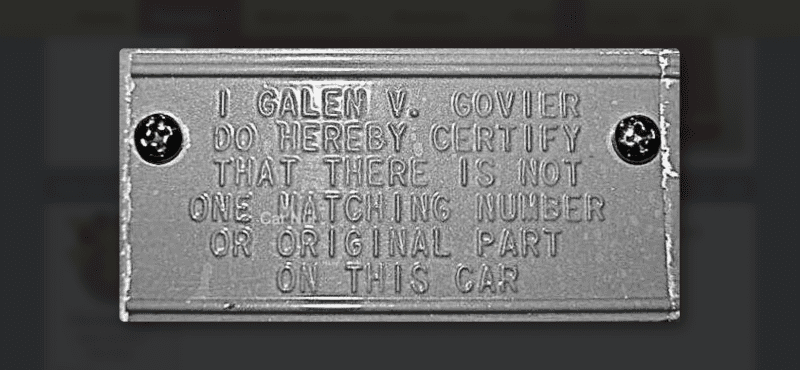 I GALEN V. GOVIER
DO HEREBY CERTIFY
THAT THERE IS NOT
ONE MATCHING NUMBER
OR ORIGINAL PART
ON THIS CAR